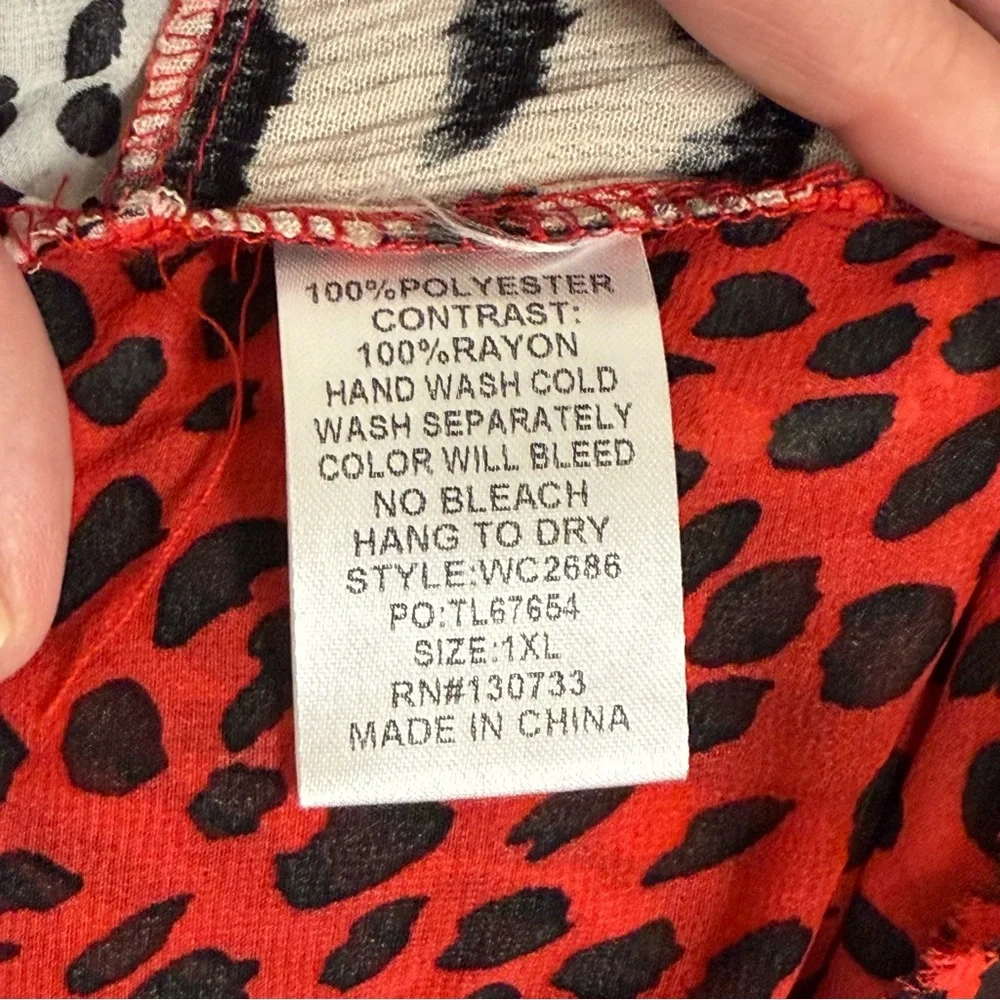 100%POLYESTER
CONTRAST:
100%RAYON
HAND WASH COLD
WASH SEPARATELY
COLOR WILL BLEED
NO BLEACH
HANG TO DRY
STYLE:WC2686
PO:TL67654
SIZE:1XL
RN#130733
MADE IN CHINA